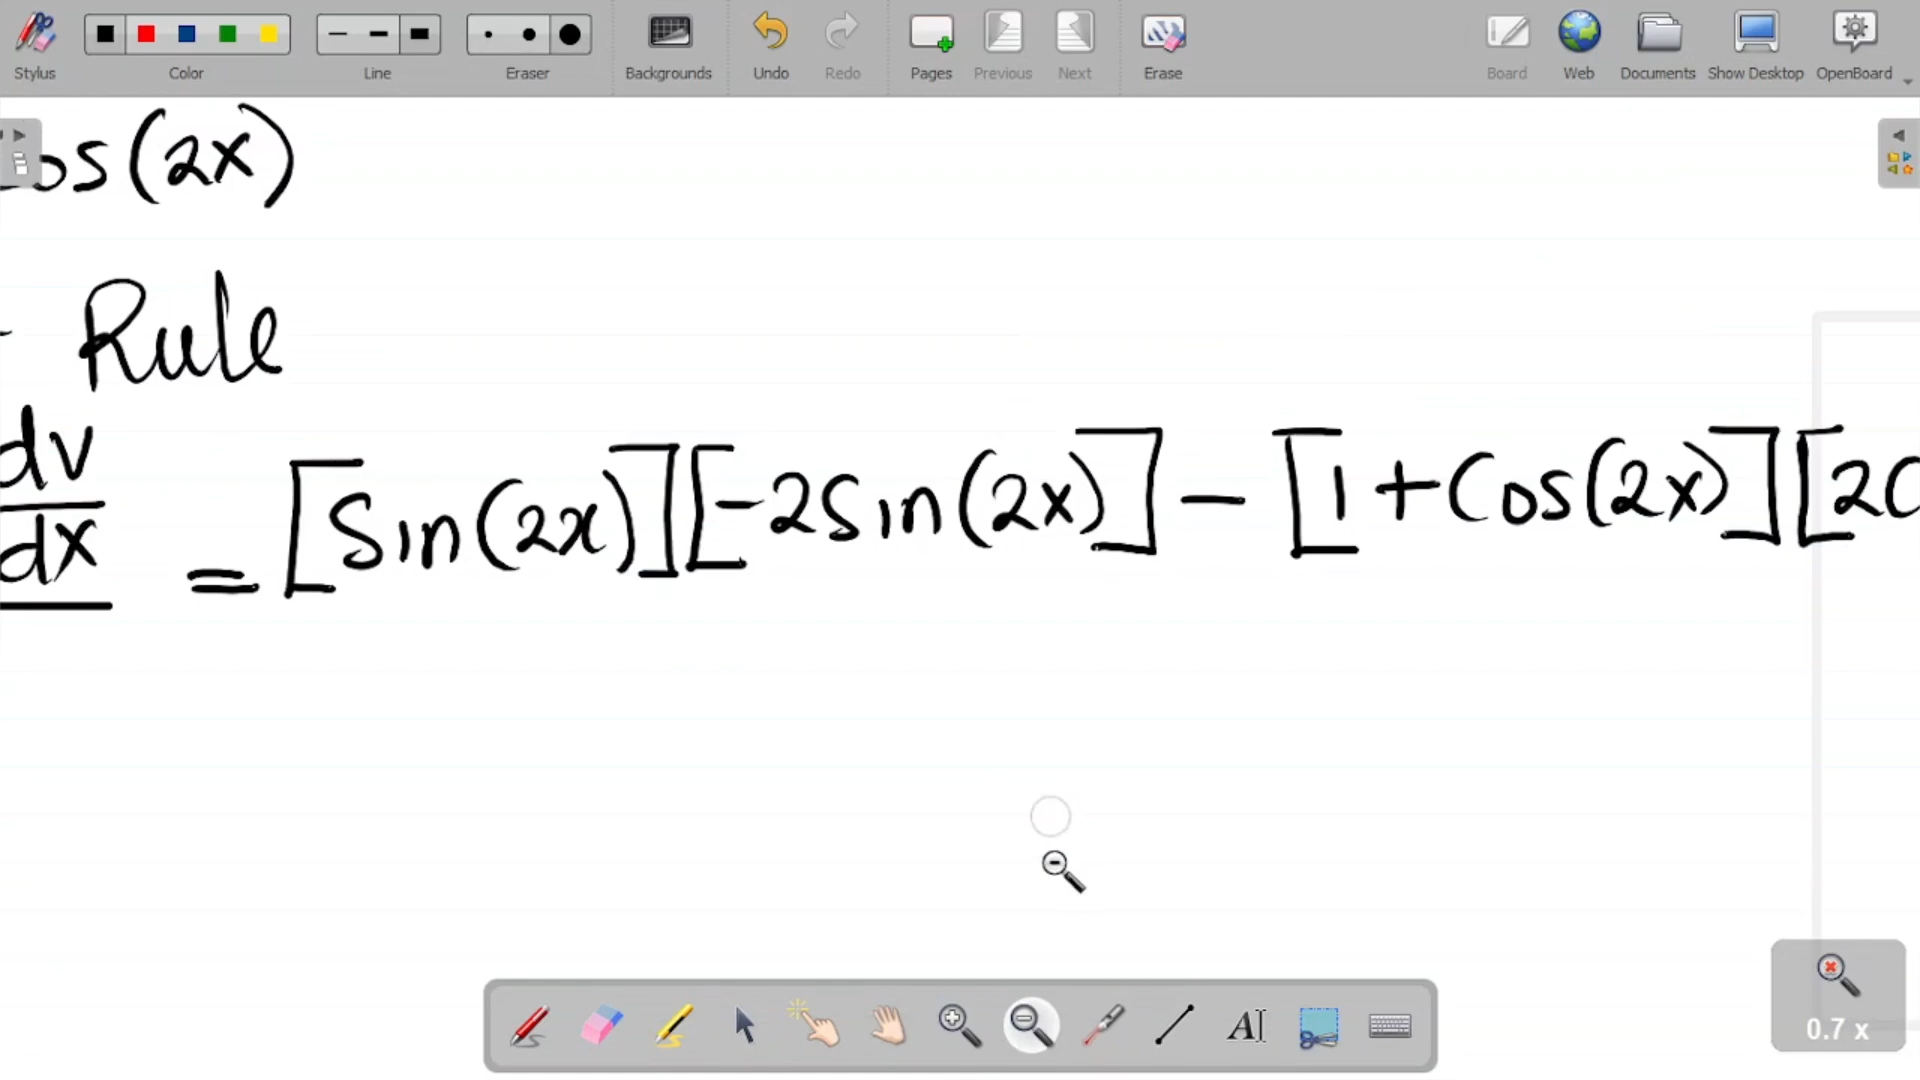 Stylus Color Line Eraser Backgrounds Undo Redo Pages Previous Next Erase Board Web Documents Show Desktop OpenBoard
Cos(2x)
Rule
dv
dx
= [Sin(2x)][-2Sin(2x)] - [1+Cos(2x)][2C
0.7 x